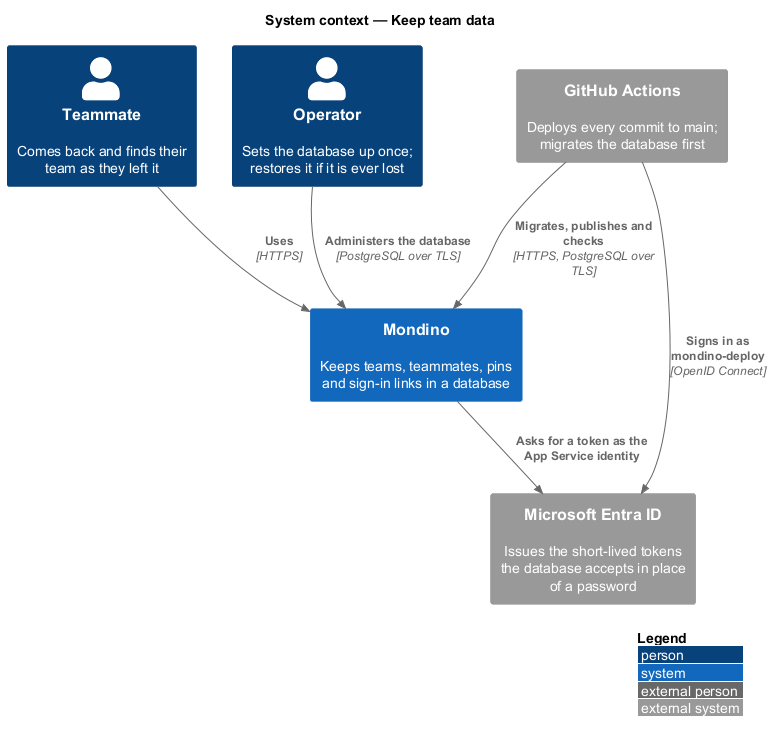 System context — Keep team data
Teammate
Comes back and finds their
team as they left it
Operator
Sets the database up once;
restores it if it is ever lost
GitHub Actions
Deploys every commit to main;
migrates the database first
Uses
[HTTPS]
Administers the database
[PostgreSQL over TLS]
Migrates, publishes and
checks
[HTTPS, PostgreSQL over
TLS]
Mondino
Keeps teams, teammates, pins
and sign-in links in a database
Signs in as
mondino-deploy
[OpenID Connect]
Asks for a token as the
App Service identity
Microsoft Entra ID
Issues the short-lived tokens
the database accepts in place
of a password
Legend
person
system
external person
external system